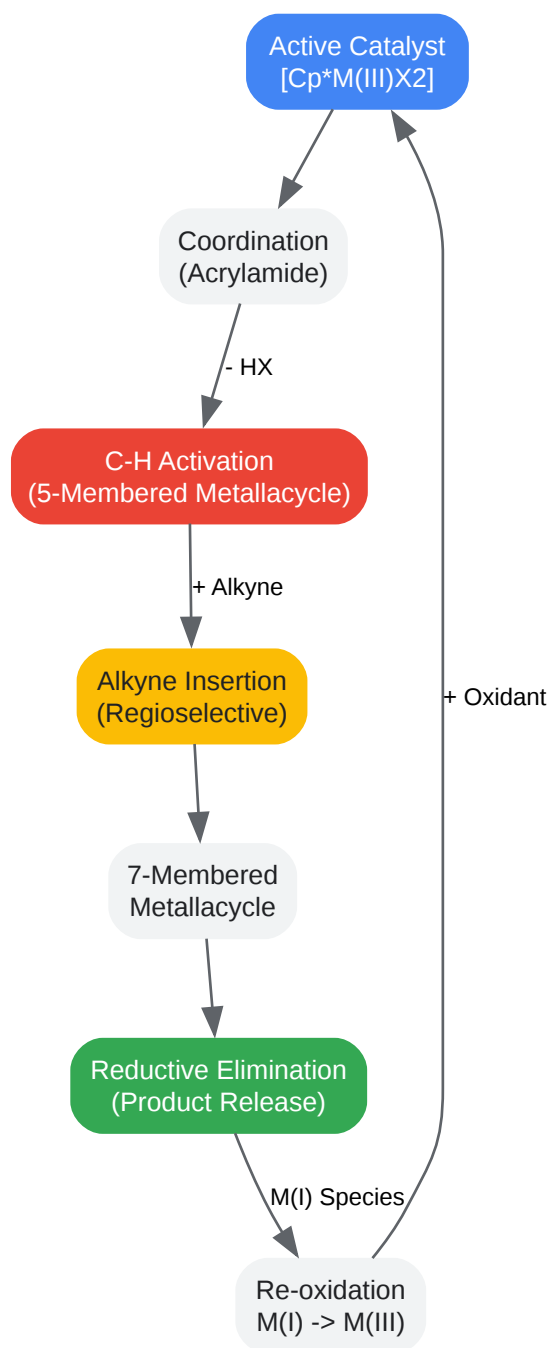 Active Catalyst
[Cp*M(III)X2]
Coordination
(Acrylamide)
- HX
C-H Activation
(5-Membered Metallacycle)
+ Alkyne
Alkyne Insertion
(Regioselective)
+ Oxidant
7-Membered
Metallacycle
Reductive Elimination
(Product Release)
M(I) Species
Re-oxidation
M(I) -> M(III)